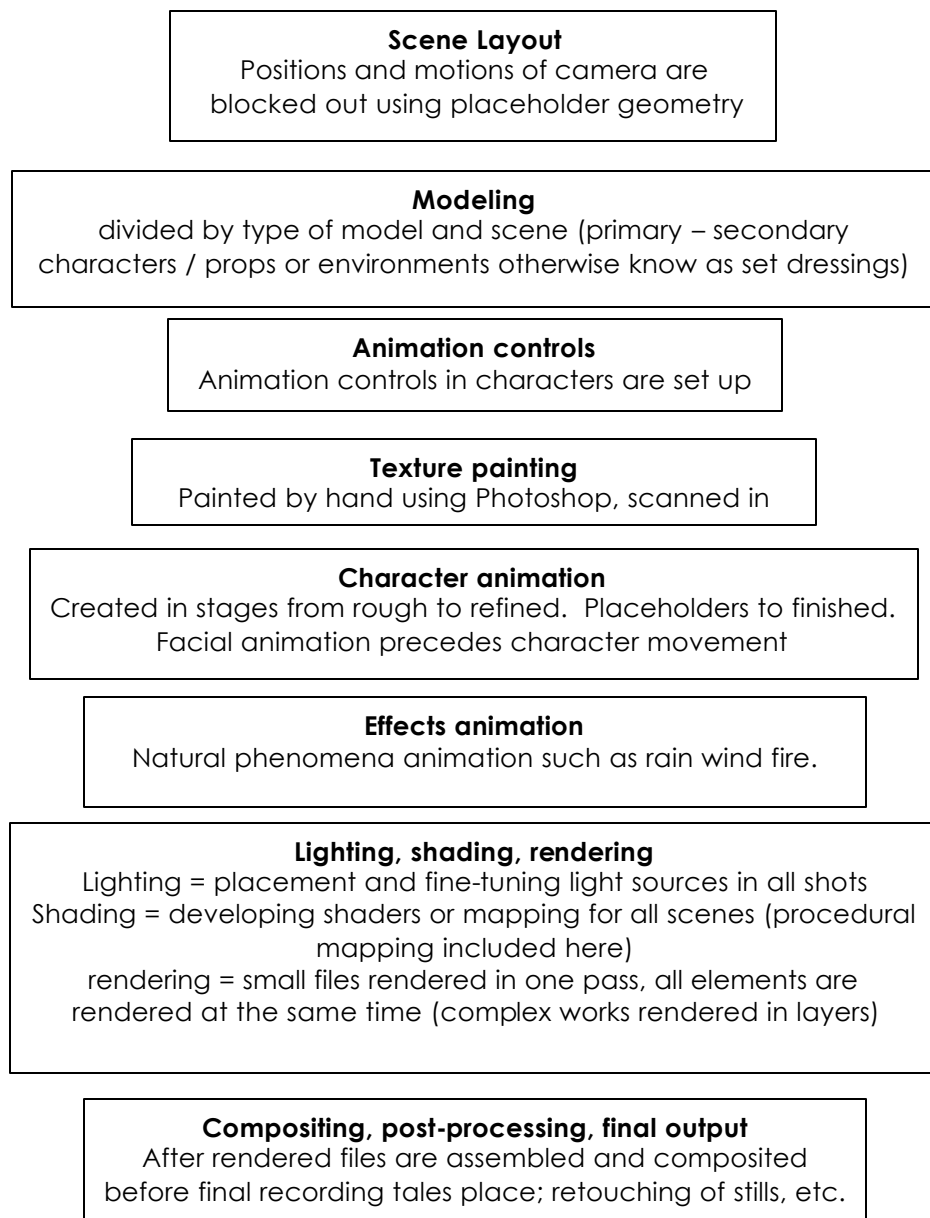 Scene Layout
Positions and motions of camera are
blocked out using placeholder geometry
Modeling
divided by type of model and scene (primary – secondary
characters / props or environments otherwise know as set dressings)
Animation controls
Animation controls in characters are set up
Texture painting
Painted by hand using Photoshop, scanned in
Character animation
Created in stages from rough to refined.  Placeholders to finished.
Facial animation precedes character movement
Effects animation
Natural phenomena animation such as rain wind fire.
Lighting, shading, rendering
Lighting = placement and fine-tuning light sources in all shots
Shading = developing shaders or mapping for all scenes (procedural
mapping included here)
rendering = small files rendered in one pass, all elements are
rendered at the same time (complex works rendered in layers)
Compositing, post-processing, final output
After rendered files are assembled and composited
before final recording tales place; retouching of stills, etc.